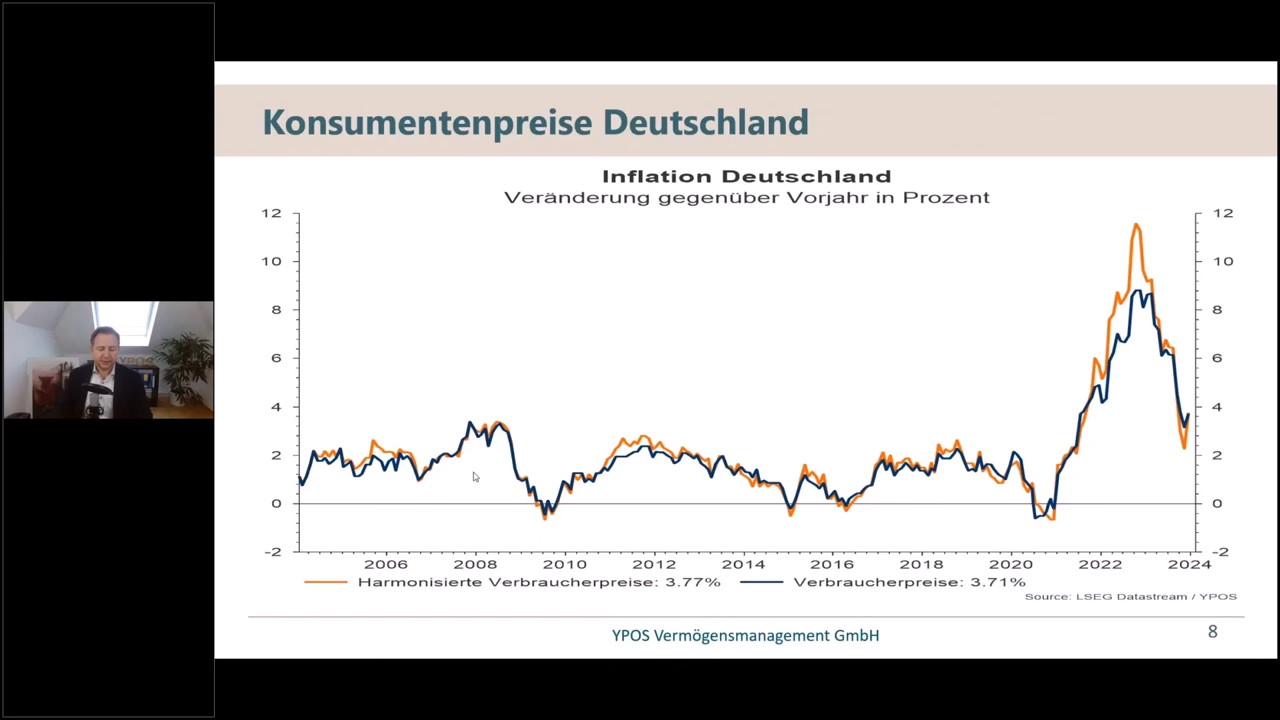 Konsumentenpreise Deutschland
Inflation Deutschland
Veränderung gegenüber Vorjahr in Prozent
12 12
10 10
8 8
6 6
4 4
2 2
0 0
-2 -2
2006 2008 2010 2012 2014 2016 2018 2020 2022 2024
Harmonisierte Verbraucherpreise: 3.77% Verbraucherpreise: 3.71%
Source: LSEG Datastream / YPOS
YPOS Vermögensmanagement GmbH 8
YPOS